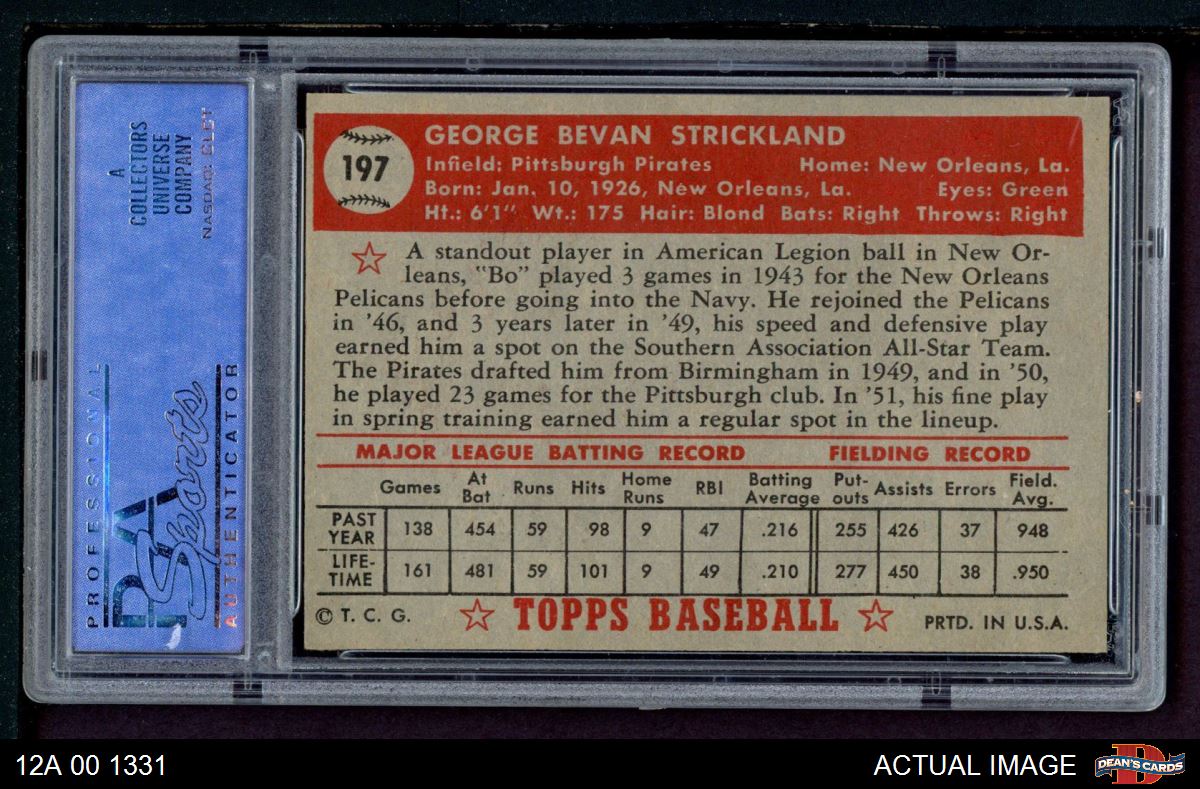 A
COLLECTORS
UNIVERSE
COMPANY
NASDAQ: CLCT
PROFESSIONAL
PSA
Sports
AUTHENTICATOR
197
GEORGE BEVAN STRICKLAND
Infield: Pittsburgh Pirates Home: New Orleans, La.
Born: Jan. 10, 1926, New Orleans, La. Eyes: Green
Ht.: 6'1" Wt.: 175 Hair: Blond Bats: Right Throws: Right
A standout player in American Legion ball in New Or-
leans, "Bo" played 3 games in 1943 for the New Orleans
Pelicans before going into the Navy. He rejoined the Pelicans
in '46, and 3 years later in '49, his speed and defensive play
earned him a spot on the Southern Association All-Star Team.
The Pirates drafted him from Birmingham in 1949, and in '50,
he played 23 games for the Pittsburgh club. In '51, his fine play
in spring training earned him a regular spot in the lineup.
MAJOR LEAGUE BATTING RECORD FIELDING RECORD
Games At Bat Runs Hits Home Runs RBI Batting Average Put-outs Assists Errors Field. Avg.
PAST YEAR 138 454 59 98 9 47 .216 255 426 37 .948
LIFE-TIME 161 481 59 101 9 49 .210 277 450 38 .950
© T. C. G. TOPPS BASEBALL PRTD. IN U.S.A.
12A 00 1331 ACTUAL IMAGE DEAN'S CARDS